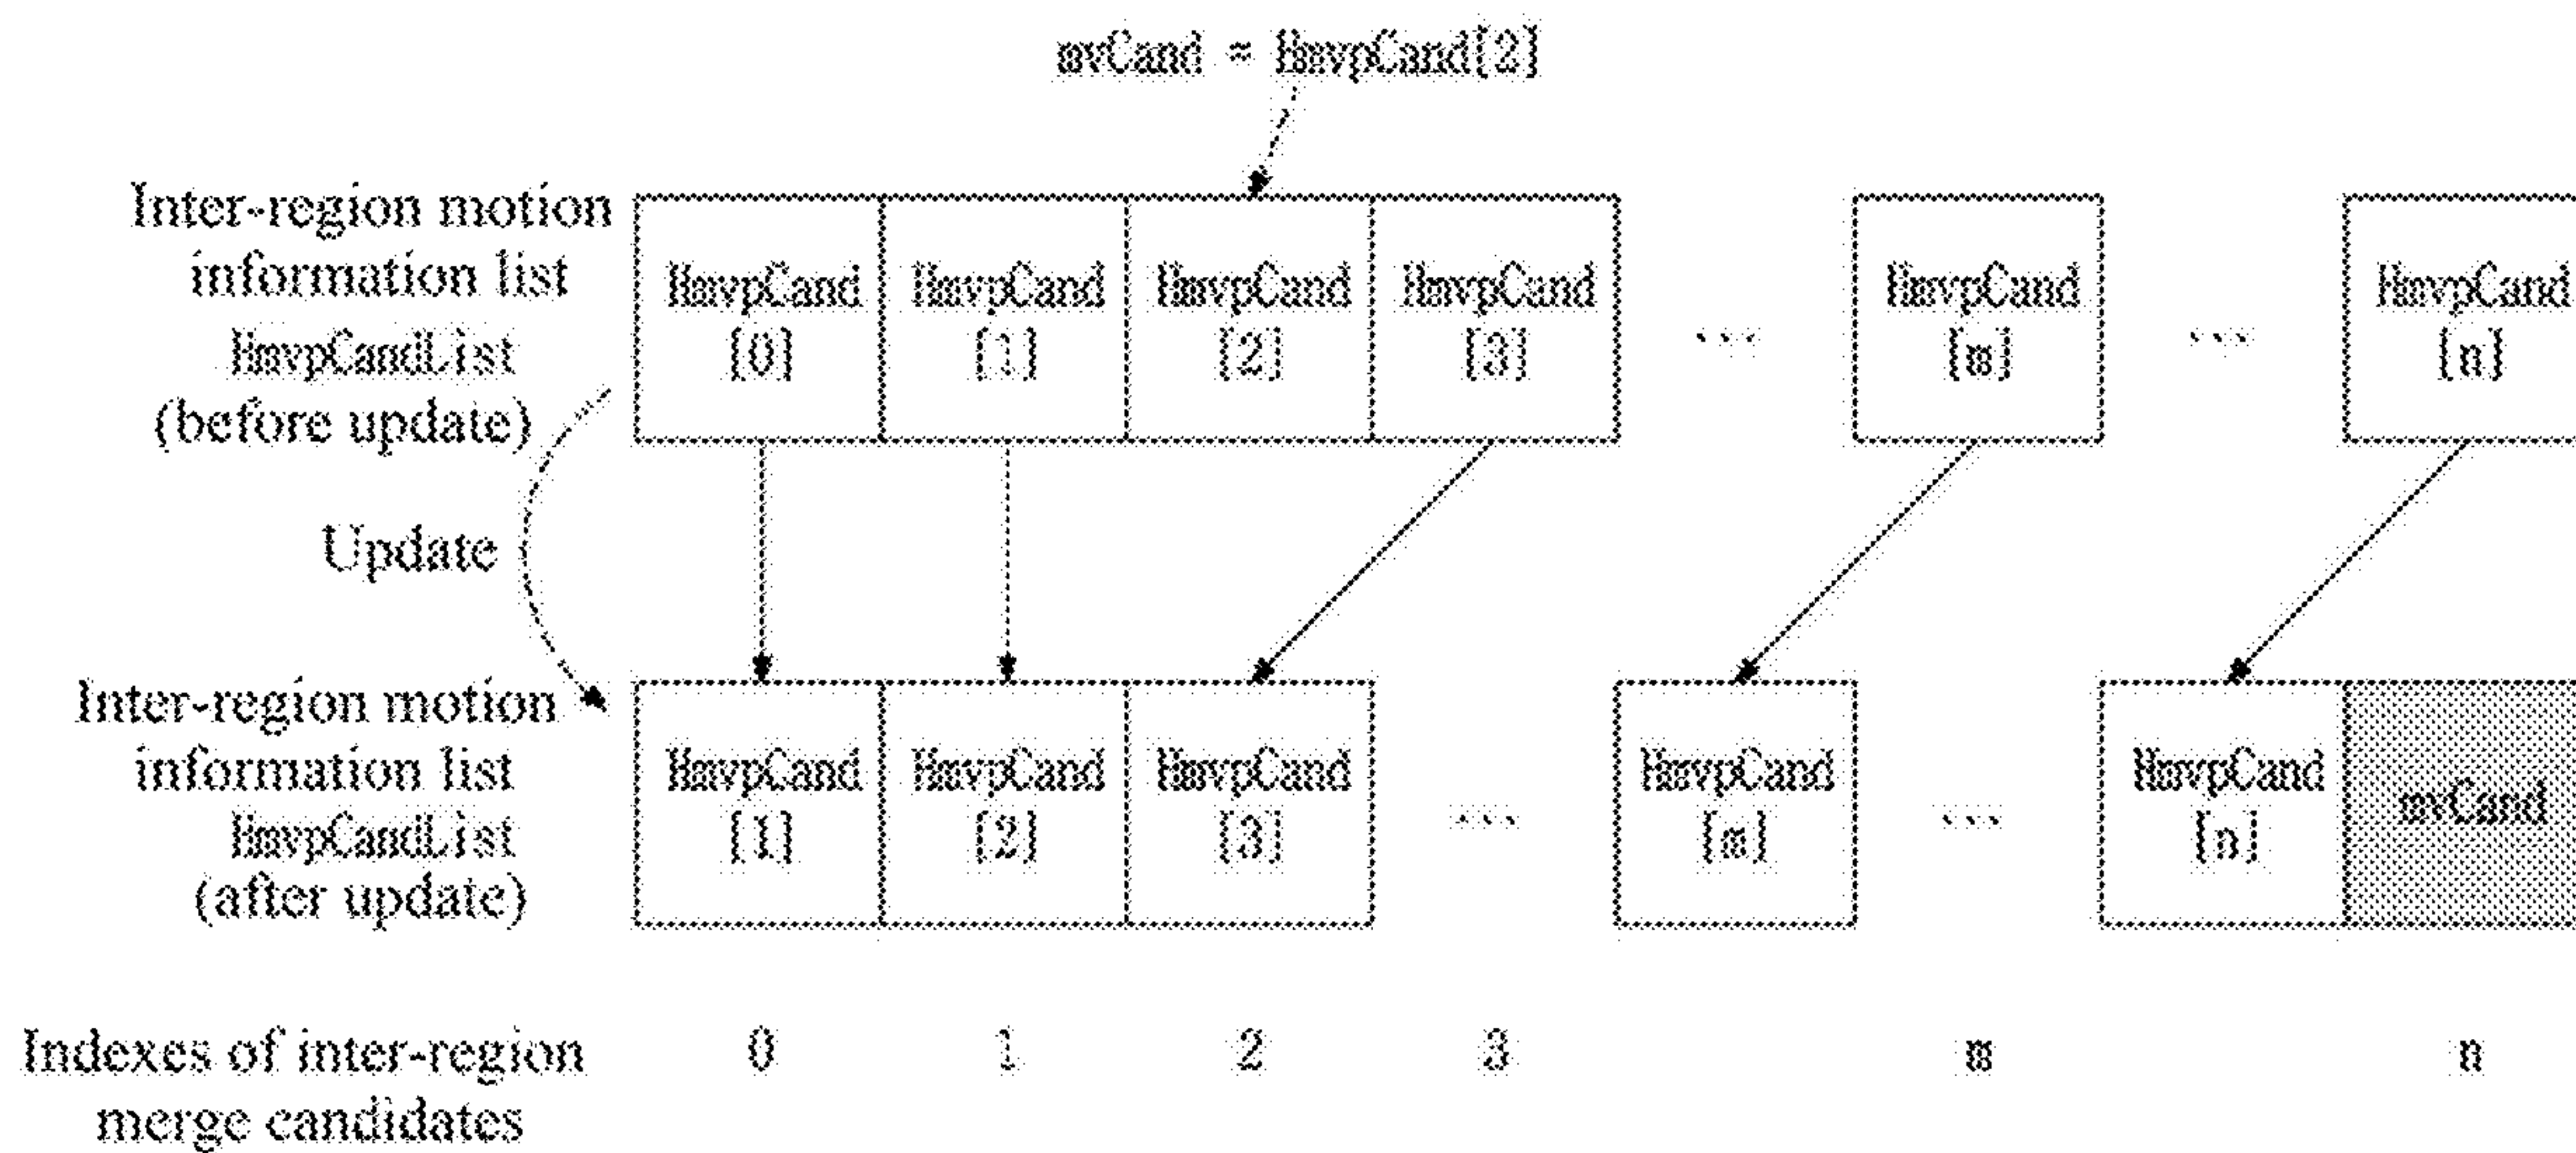 mvCand = HmvpCand[2]
Inter-region motion
information list
HmvpCandList
(before update)
HmvpCand
[0]
HmvpCand
[1]
HmvpCand
[2]
HmvpCand
[3]
...
HmvpCand
[m]
...
HmvpCand
[n]
Update
Inter-region motion
information list
HmvpCandList
(after update)
HmvpCand
[1]
HmvpCand
[2]
HmvpCand
[3]
...
HmvpCand
[m]
...
HmvpCand
[n]
mvCand
Indexes of inter-region
merge candidates
0 1 2 3 m n